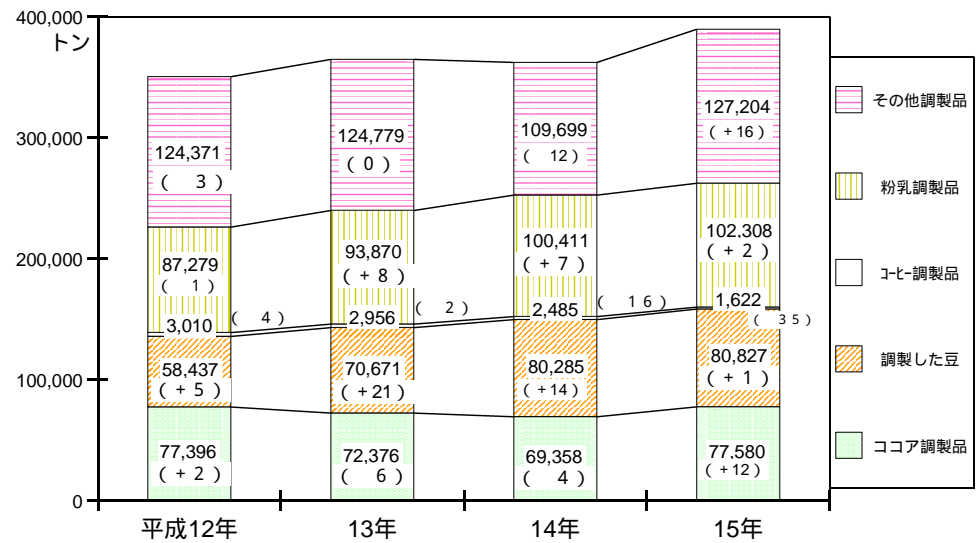 400,000
トン
300,000
200,000
100,000
0
124,371
( 3 )
87,279
( 1 )
3,010
( 4 )
58,437
( + 5 )
77,396
( + 2 )
124,779
( 0 )
93,870
( + 8 )
2,956
( 2 )
70,671
( +21 )
72,376
( 6 )
109,699
( 12 )
100,411
( + 7 )
2,485
( 1 6 )
80,285
( +14 )
69,358
( 4 )
127,204
( +16 )
102,308
( + 2 )
1,622
( 3 5 )
80,827
( + 1 )
77,580
( +12 )
平成12年
13年
14年
15年
その他調製品
粉乳調製品
コーヒー調製品
調製した豆
ココア調製品